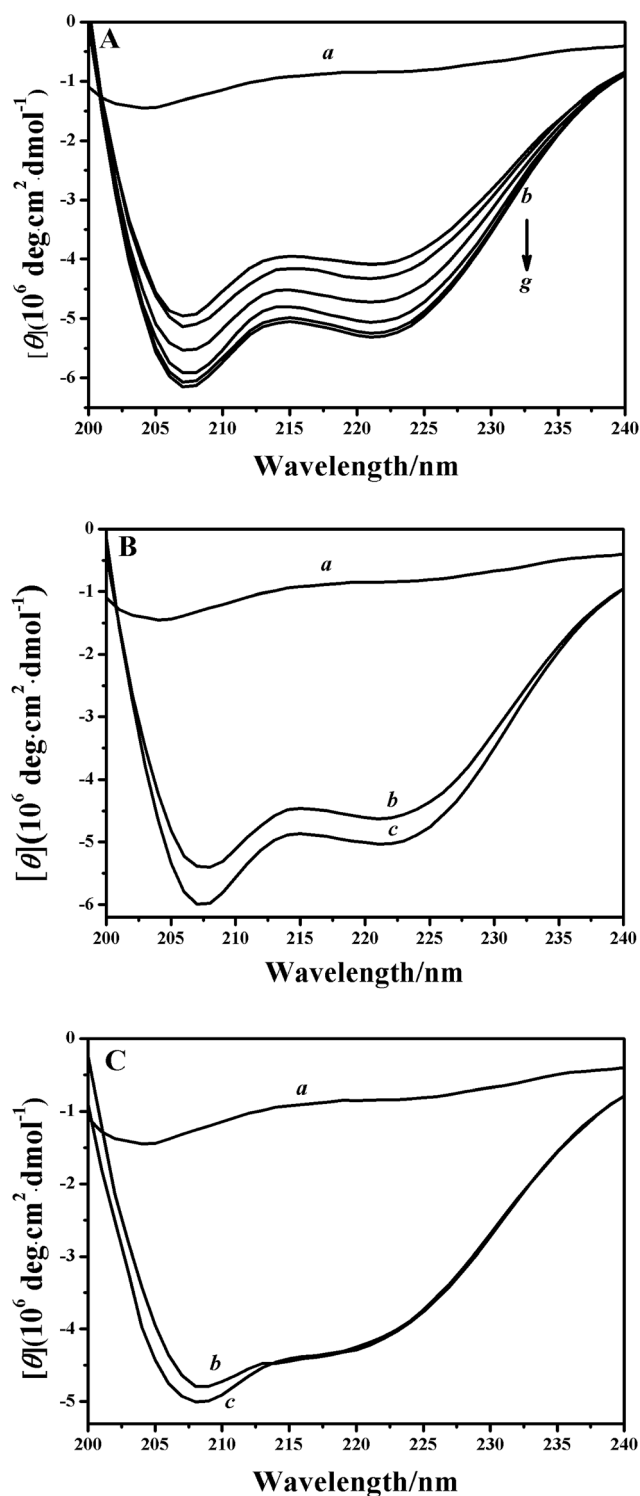 A
a
b
g
[θ](10⁶ deg·cm²·dmol⁻¹)
0
-1
-2
-3
-4
-5
-6
200 205 210 215 220 225 230 235 240
Wavelength/nm
B
a
b
c
[θ](10⁶ deg·cm²·dmol⁻¹)
0
-1
-2
-3
-4
-5
-6
200 205 210 215 220 225 230 235 240
Wavelength/nm
C
a
b
c
[θ](10⁶ deg·cm²·dmol⁻¹)
0
-1
-2
-3
-4
-5
200 205 210 215 220 225 230 235 240
Wavelength/nm